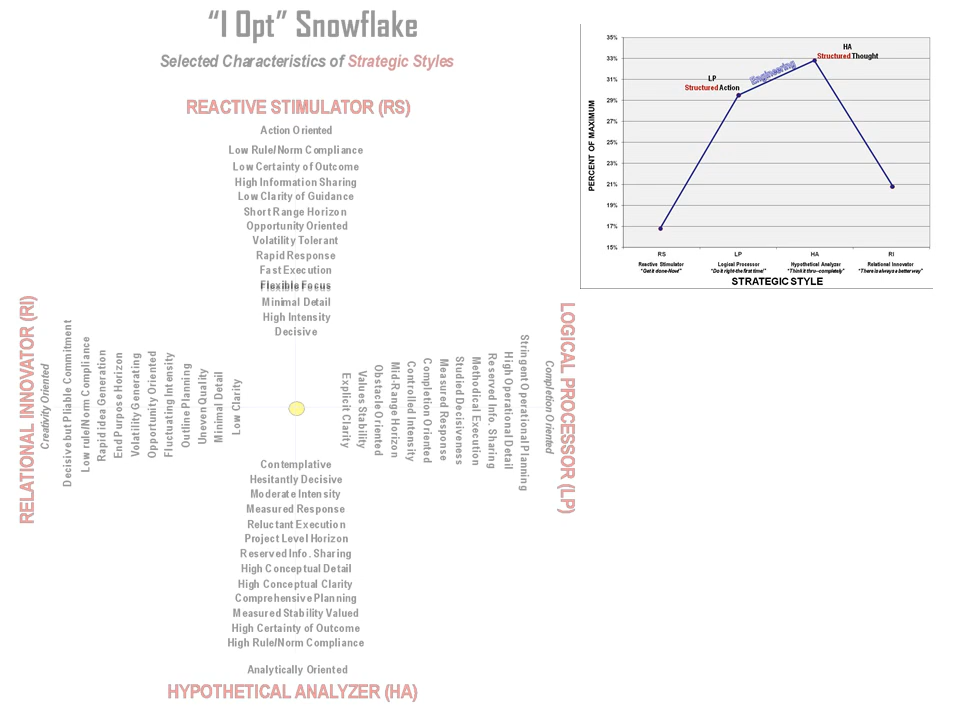 “I Opt” Snowflake
Selected Characteristics of Strategic Styles
REACTIVE STIMULATOR (RS)
Action Oriented
Low Rule/Norm Compliance
Low Certainty of Outcome
High Information Sharing
Low Clarity of Guidance
Short Range Horizon
Opportunity Oriented
Volatility Tolerant
Rapid Response
Fast Execution
Flexible Focus
Minimal Detail
High Intensity
Decisive
RELATIONAL INNOVATOR (RI)
Creativity Oriented
Decisive but Pliable Commitment
Low rule/Norm Compliance
Rapid idea Generation
End Purpose Horizon
Volatility Generating
Opportunity Oriented
Fluctuating Intensity
Outline Planning
Uneven Quality
Minimal Detail
Low Clarity
Explicit Clarity
Values Stability
Obstacle Oriented
Mid-Range Horizon
Controlled Intensity
Completion Oriented
Measured Response
Studied Decisiveness
Methodical Execution
Reserved Info. Sharing
High Operational Detail
Stringent Operational Planning
Completion Oriented
LOGICAL PROCESSOR (LP)
Contemplative
Hesitantly Decisive
Moderate Intensity
Measured Response
Reluctant Execution
Project Level Horizon
Reserved Info. Sharing
High Conceptual Detail
High Conceptual Clarity
Comprehensive Planning
Measured Stability Valued
High Certainty of Outcome
High Rule/Norm Compliance
Analytically Oriented
HYPOTHETICAL ANALYZER (HA)
PERCENT OF MAXIMUM
35%
33%
31%
29%
27%
25%
23%
21%
19%
17%
15%
HA
Structured Thought
LP
Structured Action
Engineering
RS LP HA RI
Reactive Stimulator Logical Processor Hypothetical Analyzer Relational Innovator
"Get it done-Now!" "Do it right-the first time!" "Think it thru--completely" "There is always a better way"
STRATEGIC STYLE